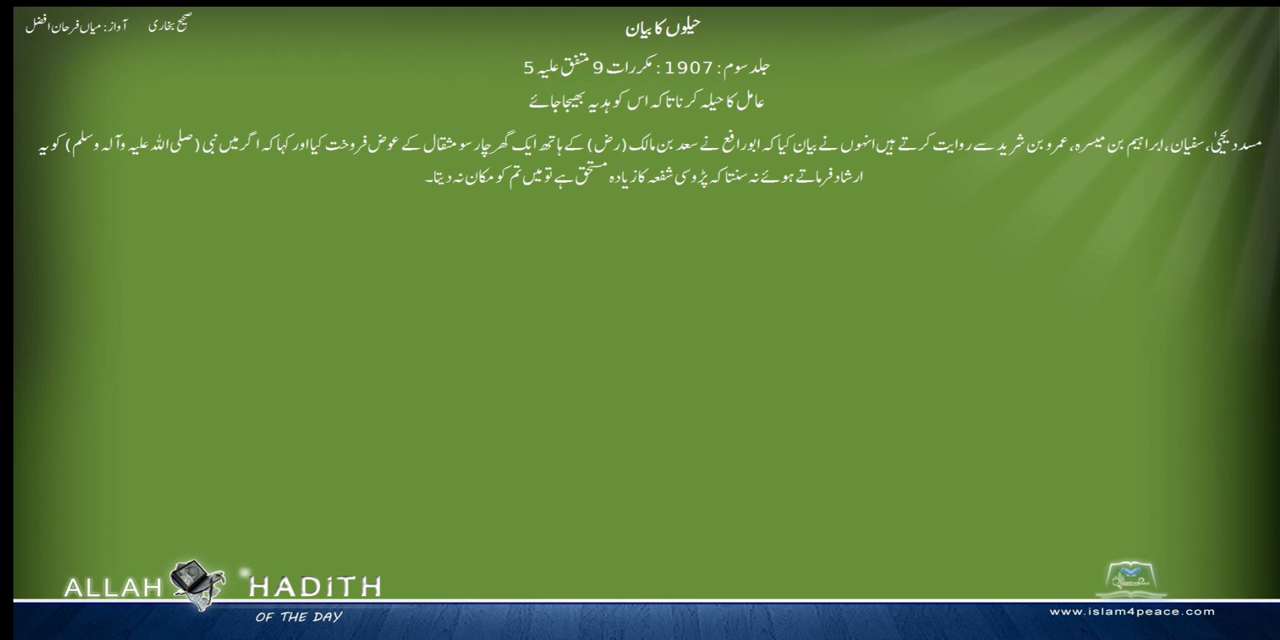 صحیح بخاری
آواز: میاں فرحان افضل
حیلوں کا بیان
جلد سوم : 1907 : مکررات 9 متفق علیہ 5
عامل کا حیلہ کرنا تاکہ اس کو ہدیہ بھیجا جائے
مسدد یحییٰ، سفیان ، ابراہیم بن میسرہ، عمرو بن شرید سے روایت کرتے ہیں انہوں نے بیان کیا کہ ابورافع نے سعد بن مالک (رض) کے ہاتھ ایک گھر چار سو مثقال کے عوض فروخت کیا اور کہا کہ اگر میں نبی (صلی اللہ علیہ وآلہ وسلم) کو یہ
ارشاد فرماتے ہوئے نہ سنتا کہ پڑوسی شفعہ کا زیادہ مستحق ہے تو میں تم کو مکان نہ دیتا۔
ALLAH HADITH
OF THE DAY
www.islam4peace.com